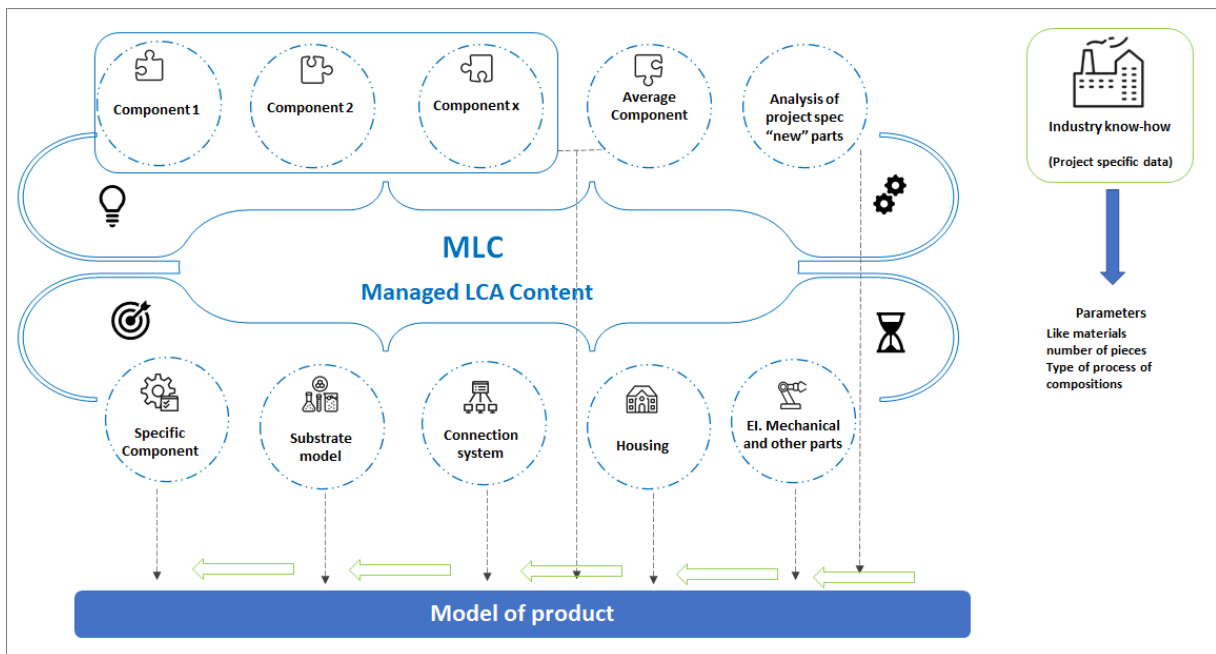 Component 1
Component 2
Component x
Average
Component
Analysis of
project spec
“new” parts
Industry know-how
(Project specific data)
MLC
Managed LCA Content
Parameters
Like materials
number of pieces
Type of process of
compositions
Specific
Component
Substrate
model
Connection
system
Housing
EI. Mechanical
and other parts
Model of product